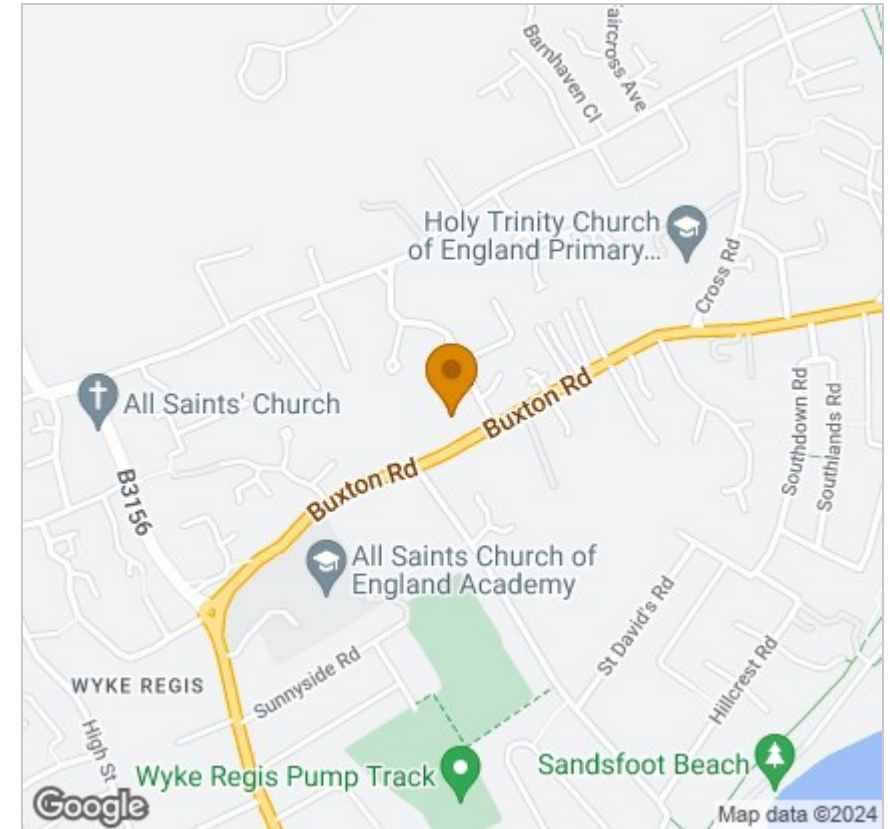 Barnhaven Cl
aircross Ave
Holy Trinity Church
of England Primary...
Cross Rd
Buxton Rd
All Saints' Church
Southdown Rd
Southlands Rd
Buxton Rd
B3156
All Saints Church of
England Academy
St David's Rd
WYKE REGIS
Sunnyside Rd
Hillcrest Rd
High St
Wyke Regis Pump Track
Sandsfoot Beach
Google
Map data ©2024